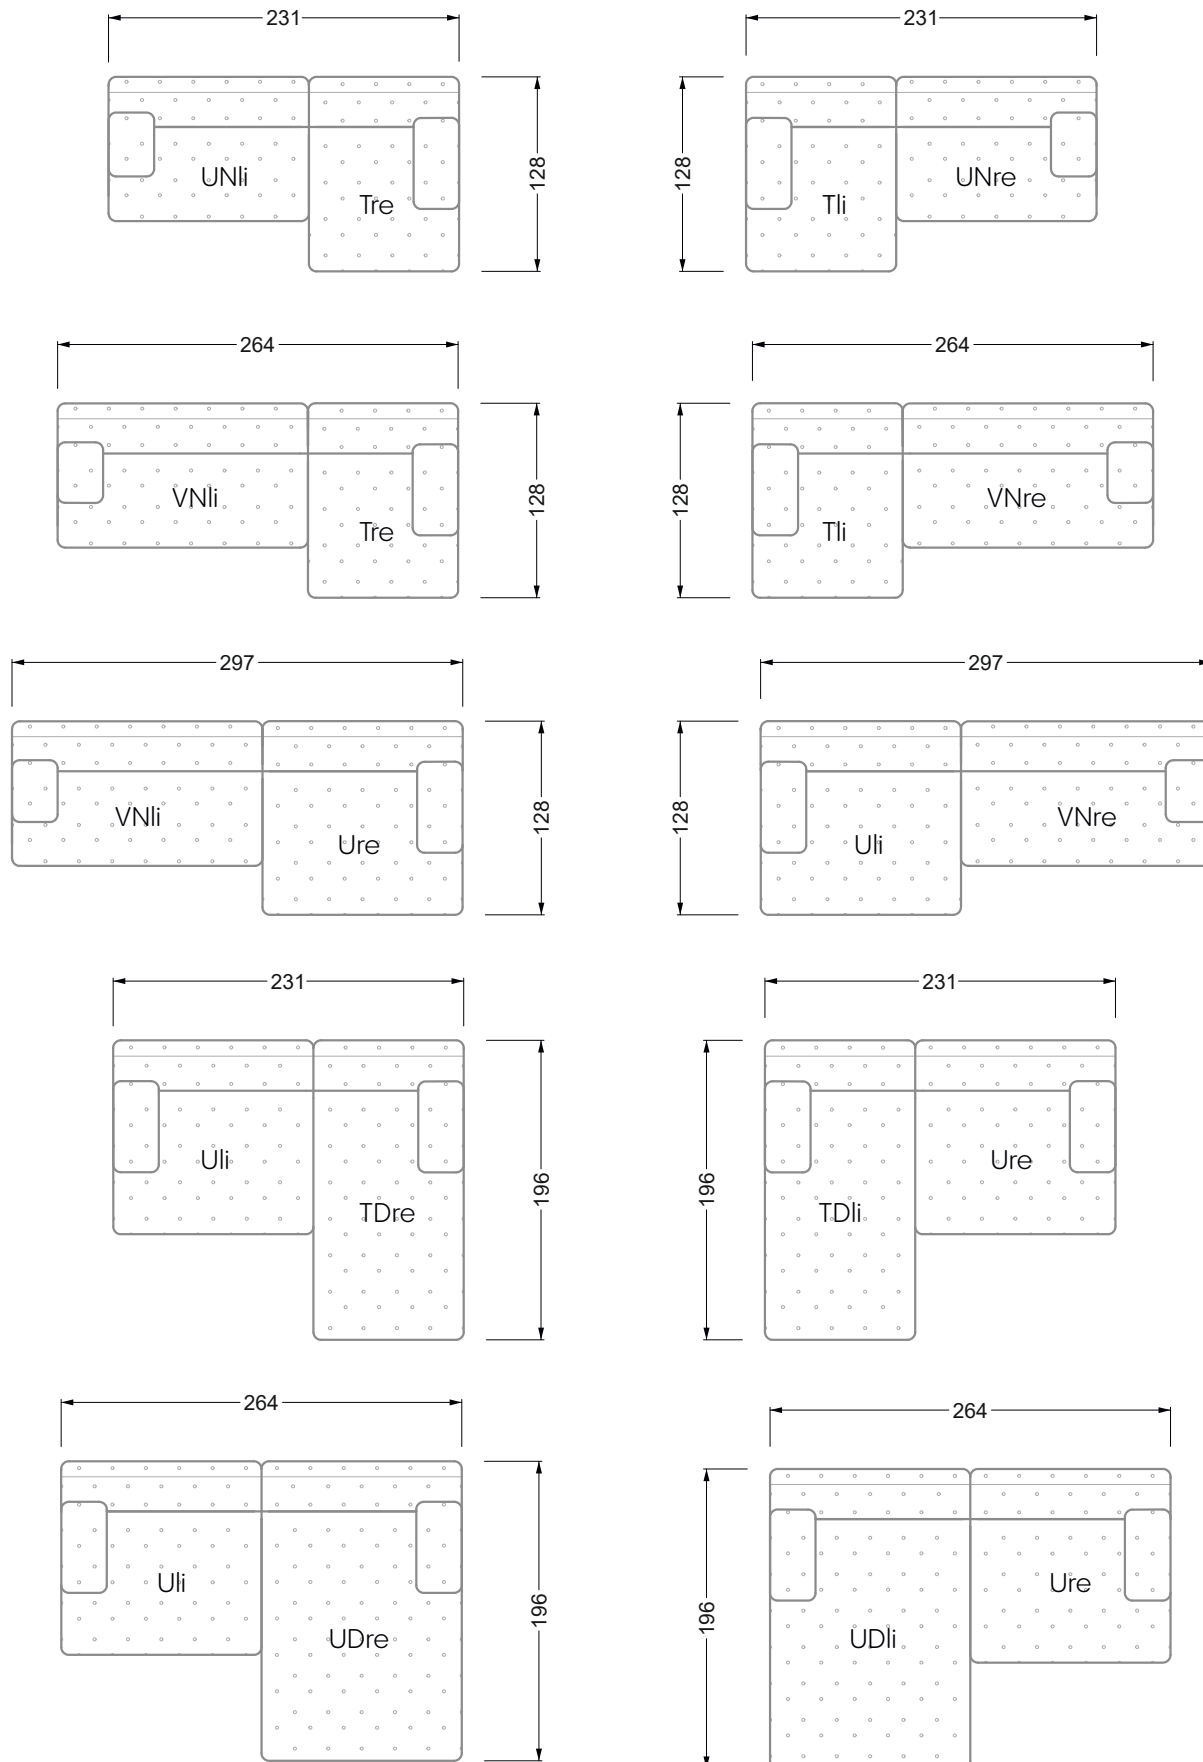 231
231
UNli
Tre
128
128
Tli
UNre
264
264
VNli
Tre
128
128
Tli
VNre
297
297
VNli
Ure
128
128
Uli
VNre
231
231
Uli
TDre
196
196
TDli
Ure
264
264
Uli
UDre
196
196
UDli
Ure